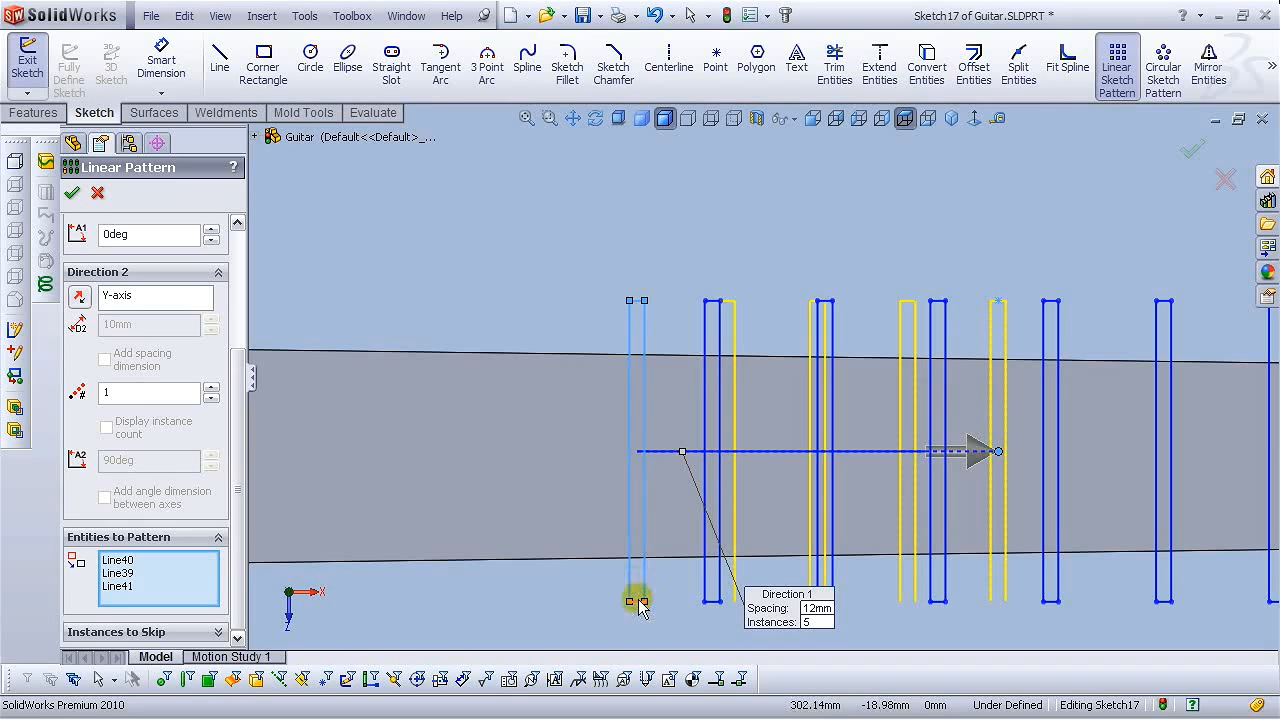 SolidWorks File Edit View Insert Tools Toolbox Window Help Sketch17 of Guitar.SLDPRT *
Exit Sketch
Fully Define Sketch
3D Sketch
Smart Dimension
Line
Corner Rectangle
Circle
Ellipse
Straight Slot
Tangent Arc
3 Point Arc
Spline
Sketch Fillet
Sketch Chamfer
Centerline
Point
Polygon
Text
Trim Entities
Extend Entities
Convert Entities
Split Entities
Fit Spline
Linear Sketch Pattern
Circular Sketch Pattern
Mirror Entities
Features Sketch Surfaces Weldments Mold Tools Evaluate
Guitar (Default<<Default>_...
Linear Pattern ?
A1 0deg
Direction 2
Y-axis
D2 10mm
Add spacing dimension
# 1
Display instance count
A2 90deg
Add angle dimension between axes
Entities to Pattern
Line40
Line39
Line41
Instances to Skip
X
Z
Direction 1
Spacing: 12mm
Instances: 5
Model Motion Study 1
SolidWorks Premium 2010 302.14mm -18.98mm 0mm Under Defined Editing Sketch17